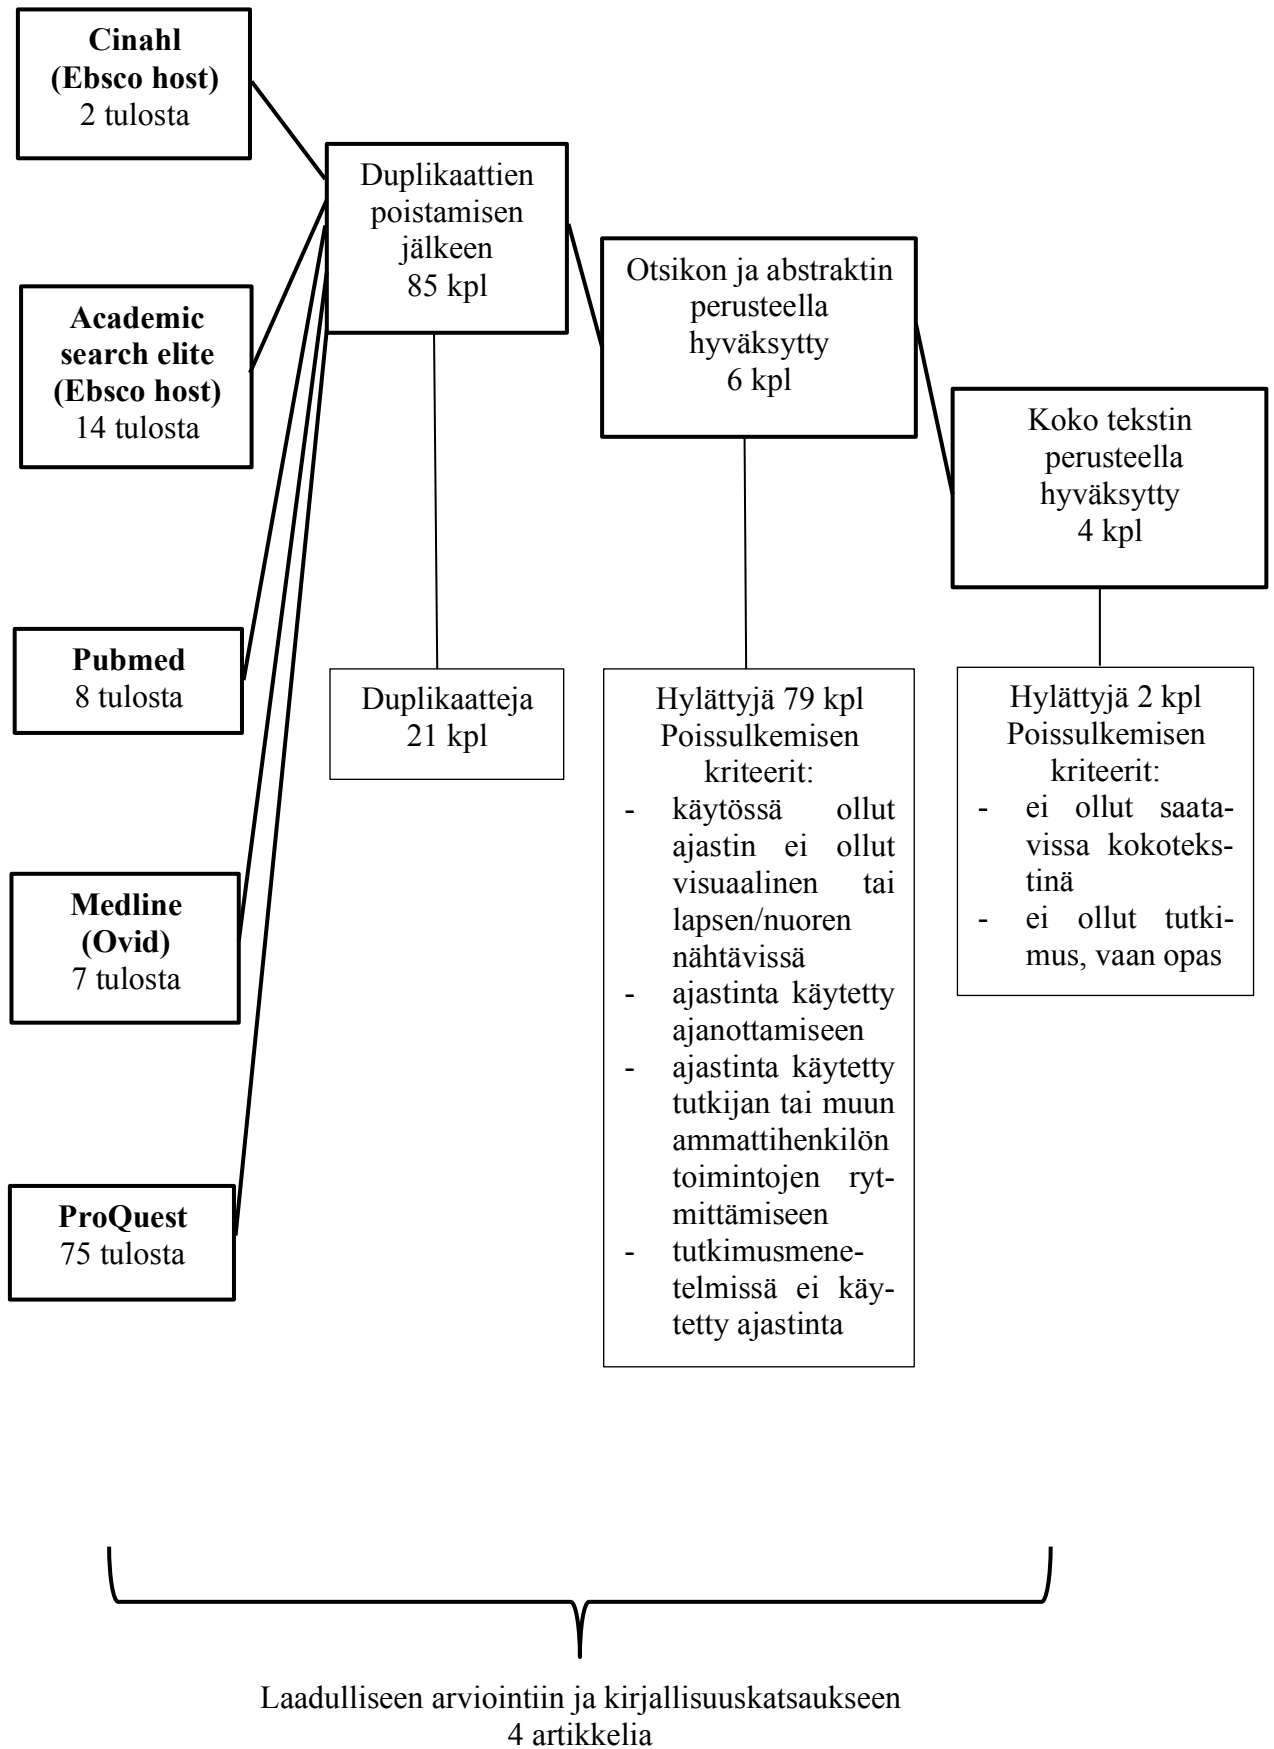 Cinahl
(Ebsco host)
2 tulosta
Academic
search elite
(Ebsco host)
14 tulosta
Pubmed
8 tulosta
Medline
(Ovid)
7 tulosta
ProQuest
75 tulosta
Duplikaattien
poistamisen
jälkeen
85 kpl
Duplikaatteja
21 kpl
Otsikon ja abstraktin
perusteella
hyväksytty
6 kpl
Hylättyjä 79 kpl
Poissulkemisen
kriteerit:
- käytössä ollut
ajastin ei ollut
visuaalinen tai
lapsen/nuoren
nähtävissä
- ajastinta käytetty
ajanottamiseen
- ajastinta käytetty
tutkijan tai muun
ammattihenkilön
toimintojen ryt-
mittämiseen
- tutkimusmene-
telmissä ei käy-
tetty ajastinta
Koko tekstin
perusteella
hyväksytty
4 kpl
Hylättyjä 2 kpl
Poissulkemisen
kriteerit:
- ei ollut saata-
vissa kokoteks-
tinä
- ei ollut tutki-
mus, vaan opas
Laadulliseen arviointiin ja kirjallisuuskatsaukseen
4 artikkelia